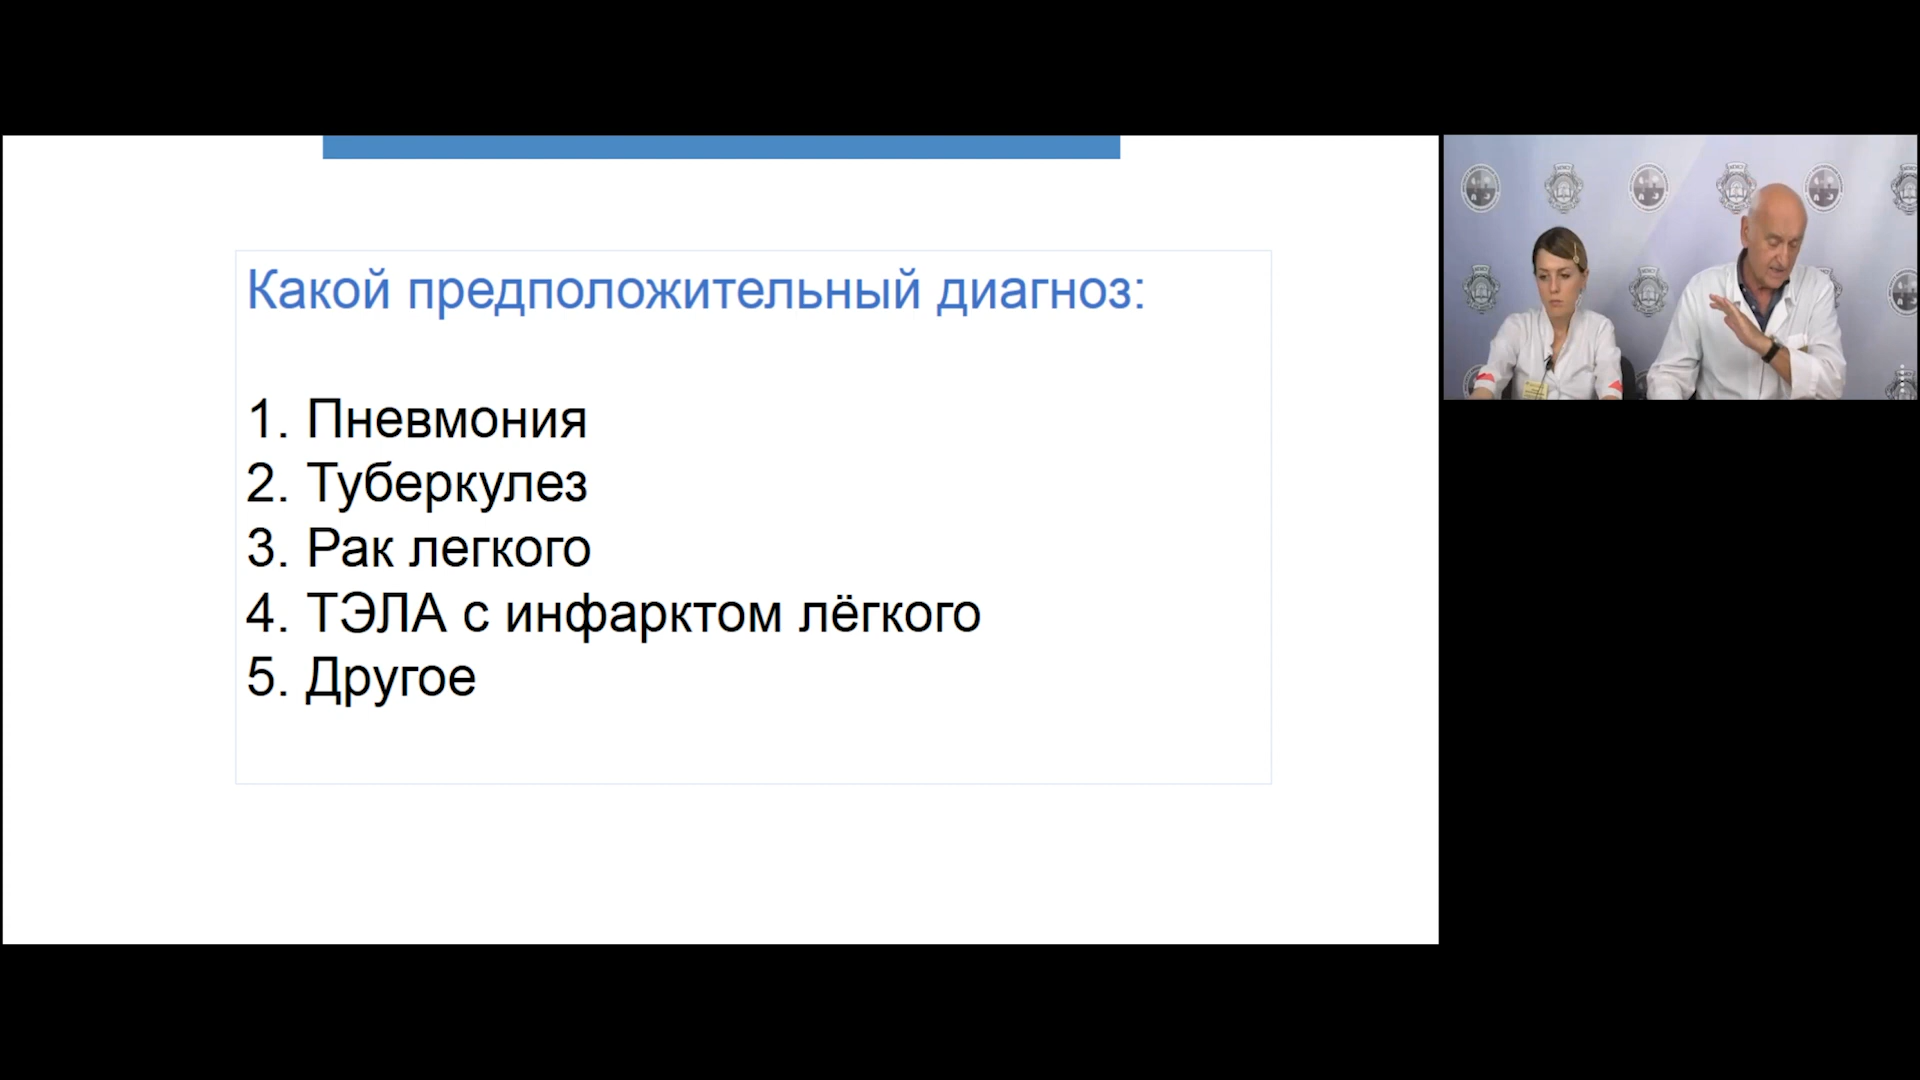 Какой предположительный диагноз:
1. Пневмония
2. Туберкулез
3. Рак легкого
4. ТЭЛА с инфарктом лёгкого
5. Другое